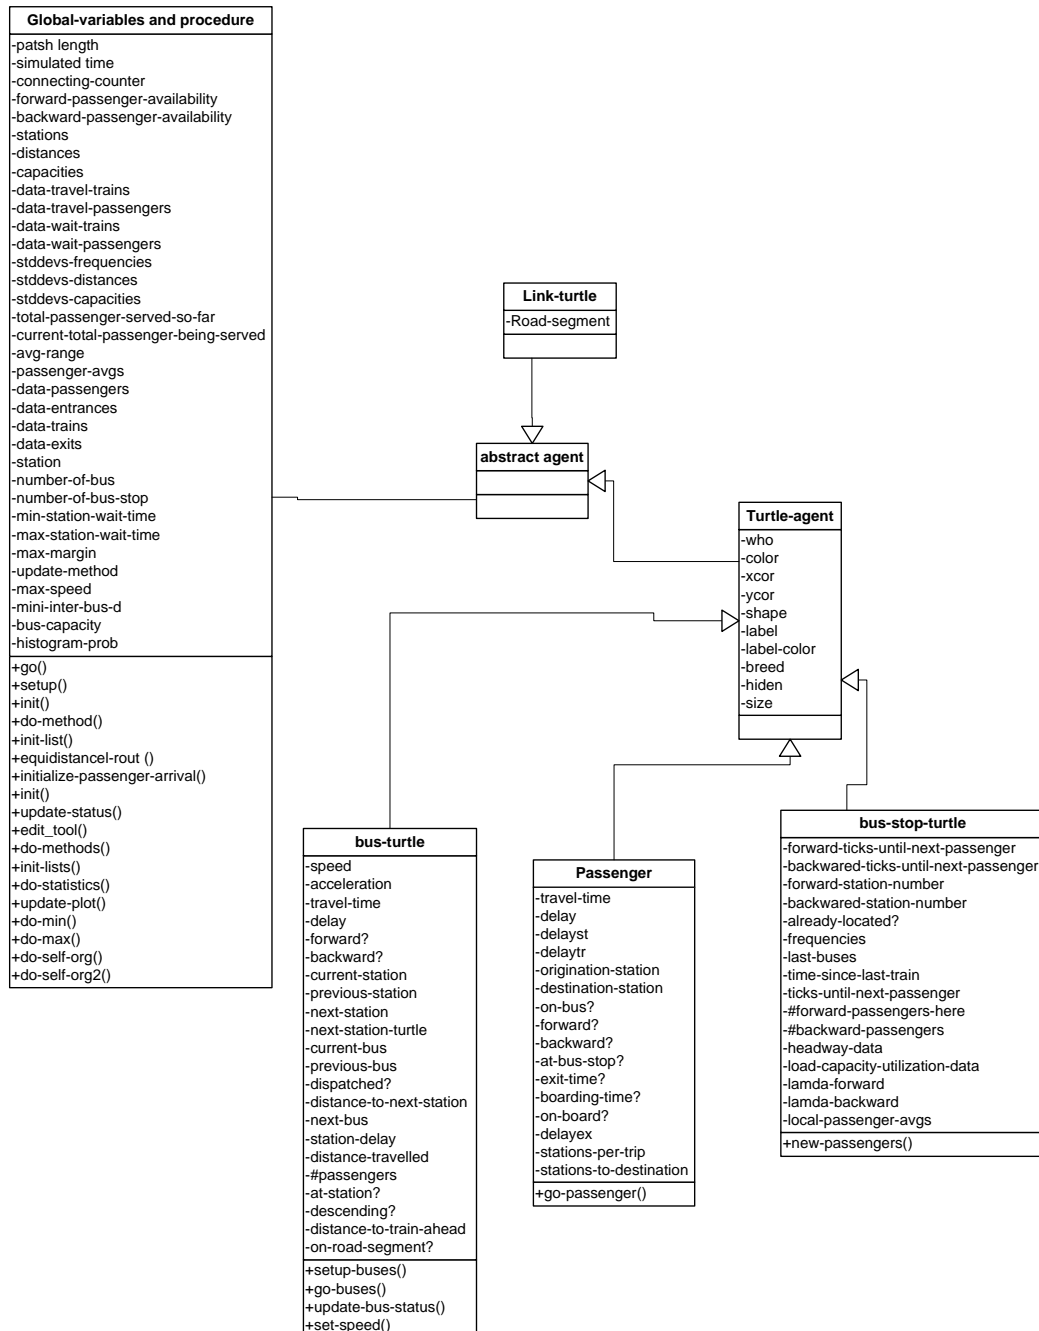 Global-variables and procedure
-patsh length
-simulated time
-connecting-counter
-forward-passenger-availability
-backward-passenger-availability
-stations
-distances
-capacities
-data-travel-trains
-data-travel-passengers
-data-wait-trains
-data-wait-passengers
-stddevs-frequencies
-stddevs-distances
-stddevs-capacities
-total-passenger-served-so-far
-current-total-passenger-being-served
-avg-range
-passenger-avgs
-data-passengers
-data-entrances
-data-trains
-data-exits
-station
-number-of-bus
-number-of-bus-stop
-min-station-wait-time
-max-station-wait-time
-max-margin
-update-method
-max-speed
-mini-inter-bus-d
-bus-capacity
-histogram-prob
+go()
+setup()
+init()
+do-method()
+init-list()
+equidistancel-rout ()
+initialize-passenger-arrival()
+init()
+update-status()
+edit_tool()
+do-methods()
+init-lists()
+do-statistics()
+update-plot()
+do-min()
+do-max()
+do-self-org()
+do-self-org2()
Link-turtle
-Road-segment
abstract agent
Turtle-agent
-who
-color
-xcor
-ycor
-shape
-label
-label-color
-breed
-hiden
-size
bus-turtle
-speed
-acceleration
-travel-time
-delay
-forward?
-backward?
-current-station
-previous-station
-next-station
-next-station-turtle
-current-bus
-previous-bus
-dispatched?
-distance-to-next-station
-next-bus
-station-delay
-distance-travelled
-#passengers
-at-station?
-descending?
-distance-to-train-ahead
-on-road-segment?
+setup-buses()
+go-buses()
+update-bus-status()
+set-speed()
Passenger
-travel-time
-delay
-delayst
-delaytr
-origination-station
-destination-station
-on-bus?
-forward?
-backward?
-at-bus-stop?
-exit-time?
-boarding-time?
-on-board?
-delayex
-stations-per-trip
-stations-to-destination
+go-passenger()
bus-stop-turtle
-forward-ticks-until-next-passenger
-backwared-ticks-until-next-passenger
-forward-station-number
-backwared-station-number
-already-located?
-frequencies
-last-buses
-time-since-last-train
-ticks-until-next-passenger
-#forward-passengers-here
-#backward-passengers
-headway-data
-load-capacity-utilization-data
-lamda-forward
-lamda-backward
-local-passenger-avgs
+new-passengers()